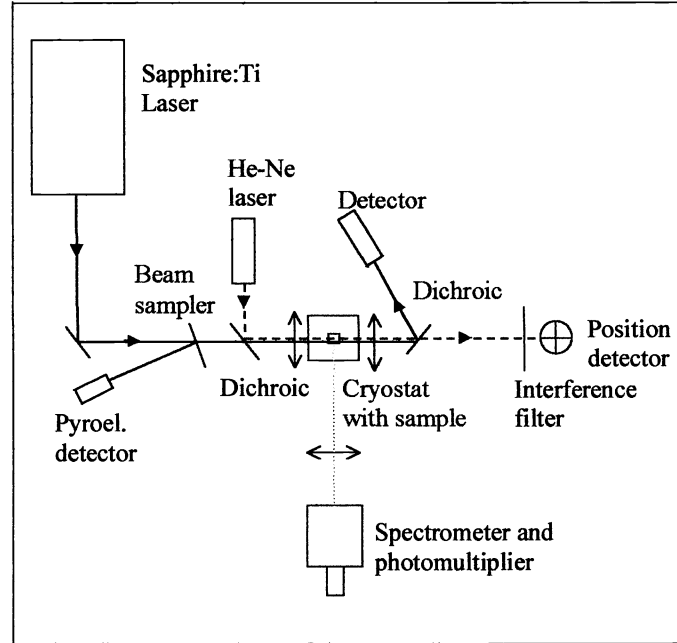 Sapphire:Ti
Laser
He-Ne
laser
Detector
Beam
sampler
Dichroic
Position
detector
Dichroic
Cryostat
with sample
Interference
filter
Pyroel.
detector
Spectrometer and
photomultiplier